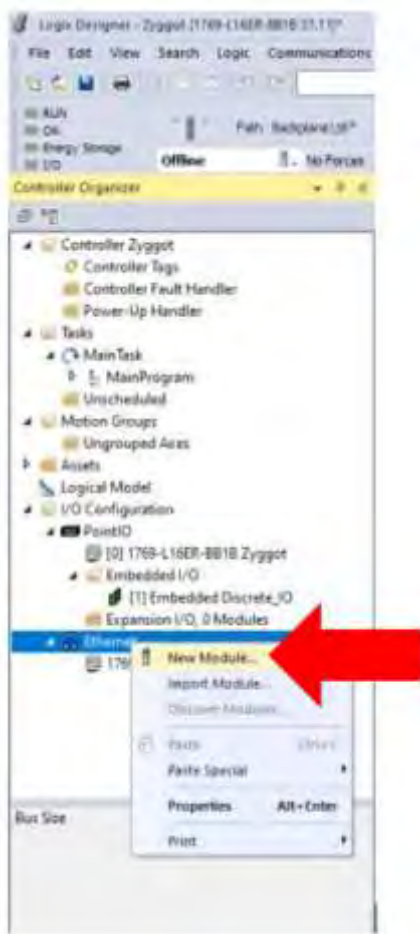 Logix Designer - Zyggot [1769-L16ER-BB1B 31.11]*
File Edit View Search Logic Communications
RUN
OK
Energy Storage
I/O
Path: Backplane\
Offline
No Forces
Controller Organizer
Controller Zyggot
Controller Tags
Controller Fault Handler
Power-Up Handler
Tasks
MainTask
MainProgram
Unscheduled
Motion Groups
Ungrouped Axes
Assets
Logical Model
I/O Configuration
PointIO
[0] 1769-L16ER-BB1B Zyggot
Embedded I/O
[1] Embedded Discrete_IO
Expansion I/O, 0 Modules
Ethernet
176
New Module...
Import Module...
Discover Modules...
Paste Ctrl+V
Paste Special
Properties Alt+Enter
Print
Bus Size